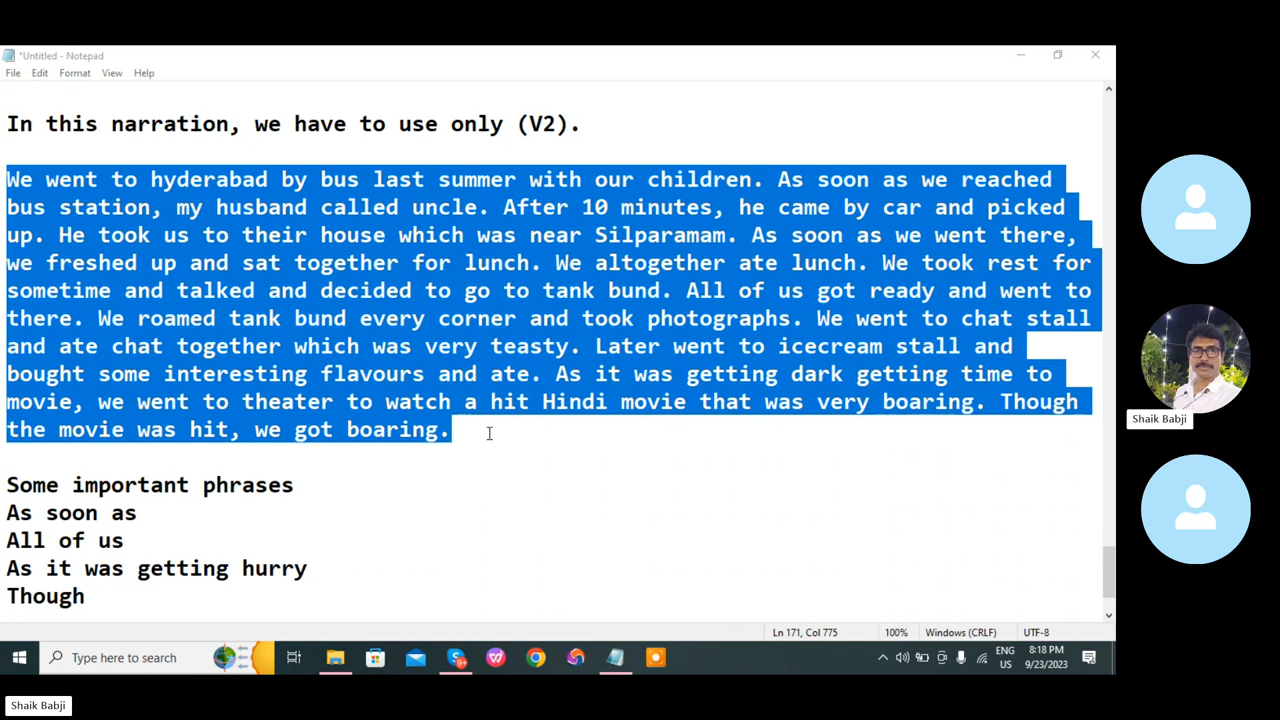 *Untitled - Notepad
File Edit Format View Help
In this narration, we have to use only (V2).
We went to hyderabad by bus last summer with our children. As soon as we reached
bus station, my husband called uncle. After 10 minutes, he came by car and picked
up. He took us to their house which was near Silparamam. As soon as we went there,
we freshed up and sat together for lunch. We altogether ate lunch. We took rest for
sometime and talked and decided to go to tank bund. All of us got ready and went to
there. We roamed tank bund every corner and took photographs. We went to chat stall
and ate chat together which was very teasty. Later went to icecream stall and
bought some interesting flavours and ate. As it was getting dark getting time to
movie, we went to theater to watch a hit Hindi movie that was very boaring. Though
the movie was hit, we got boaring.
Some important phrases
As soon as
All of us
As it was getting hurry
Though
Ln 171, Col 775 100% Windows (CRLF) UTF-8
Type here to search
ENG
US
8:18 PM
9/23/2023
Shaik Babji
Shaik Babji